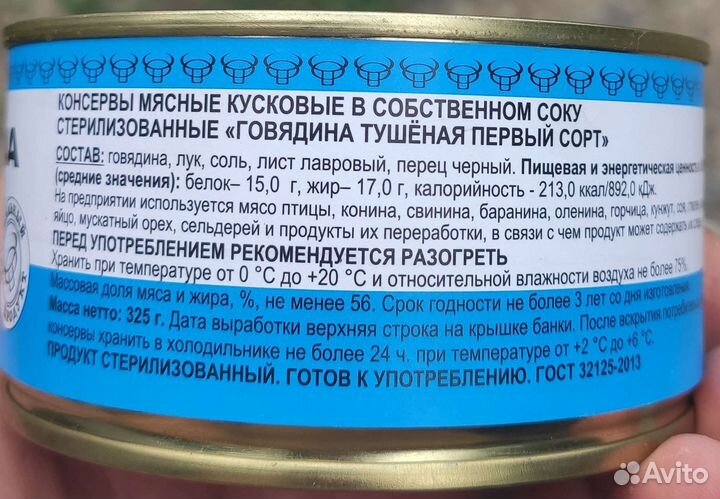 КОНСЕРВЫ МЯСНЫЕ КУСКОВЫЕ В СОБСТВЕННОМ СОКУ
СТЕРИЛИЗОВАННЫЕ «ГОВЯДИНА ТУШЁНАЯ ПЕРВЫЙ СОРТ»
А
СОСТАВ: говядина, лук, соль, лист лавровый, перец черный. Пищевая и энергетическая ценность
(средние значения): белок– 15,0 г, жир– 17,0 г, калорийность - 213,0 ккал/892,0 кДж.
На предприятии используется мясо птицы, конина, свинина, баранина, оленина, горчица, кунжут, соя,
яйцо, мускатный орех, сельдерей и продукты их переработки, в связи с чем продукт может содержать их
ПЕРЕД УПОТРЕБЛЕНИЕМ РЕКОМЕНДУЕТСЯ РАЗОГРЕТЬ
Хранить при температуре от 0 °С до +20 °С и относительной влажности воздуха не более 75%.
Массовая доля мяса и жира, %, не менее 56. Срок годности не более 3 лет со дня изготовления.
Масса нетто: 325 г. Дата выработки верхняя строка на крышке банки. После вскрытия
консервы хранить в холодильнике не более 24 ч. при температуре от +2 °С до +6 °С.
ПРОДУКТ СТЕРИЛИЗОВАННЫЙ. ГОТОВ К УПОТРЕБЛЕНИЮ. ГОСТ 32125-2013
Avito